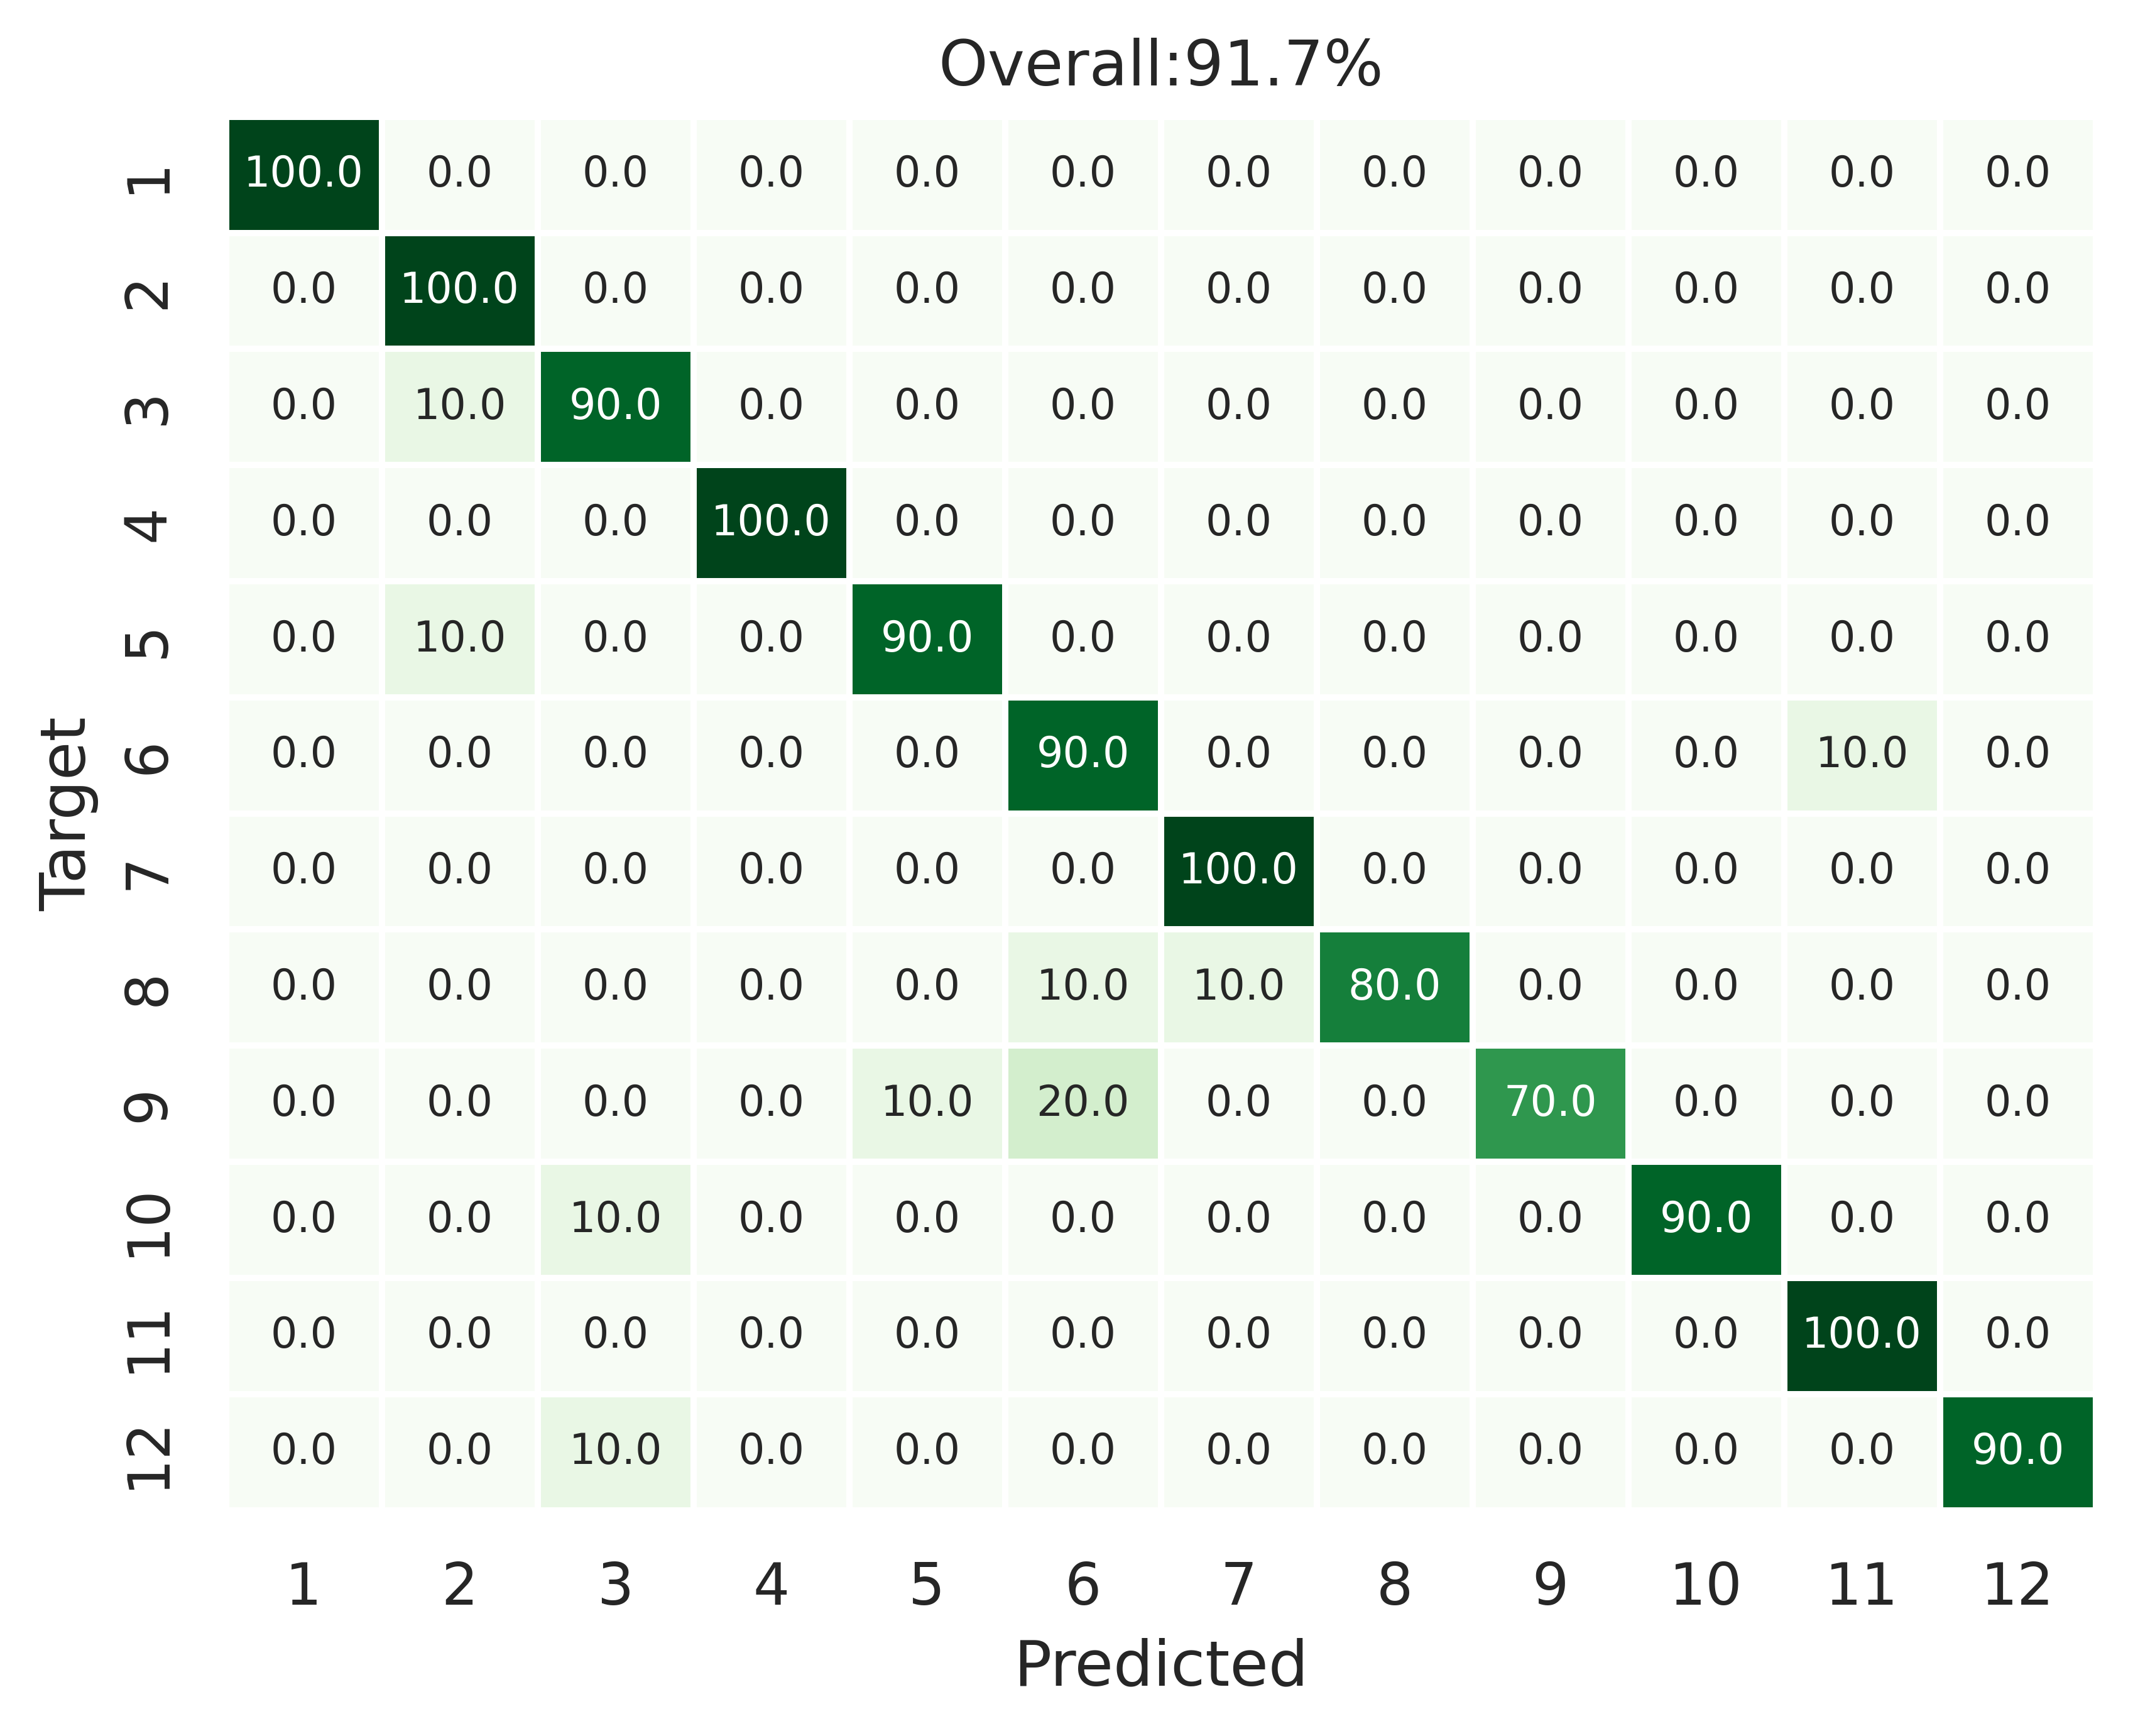 Overall:91.7%
1 100.0 0.0 0.0 0.0 0.0 0.0 0.0 0.0 0.0 0.0 0.0 0.0
2 0.0 100.0 0.0 0.0 0.0 0.0 0.0 0.0 0.0 0.0 0.0 0.0
3 0.0 10.0 90.0 0.0 0.0 0.0 0.0 0.0 0.0 0.0 0.0 0.0
4 0.0 0.0 0.0 100.0 0.0 0.0 0.0 0.0 0.0 0.0 0.0 0.0
5 0.0 10.0 0.0 0.0 90.0 0.0 0.0 0.0 0.0 0.0 0.0 0.0
6 0.0 0.0 0.0 0.0 0.0 90.0 0.0 0.0 0.0 0.0 10.0 0.0
Target
7 0.0 0.0 0.0 0.0 0.0 0.0 100.0 0.0 0.0 0.0 0.0 0.0
8 0.0 0.0 0.0 0.0 0.0 10.0 10.0 80.0 0.0 0.0 0.0 0.0
9 0.0 0.0 0.0 0.0 10.0 20.0 0.0 0.0 70.0 0.0 0.0 0.0
10 0.0 0.0 10.0 0.0 0.0 0.0 0.0 0.0 0.0 90.0 0.0 0.0
11 0.0 0.0 0.0 0.0 0.0 0.0 0.0 0.0 0.0 0.0 100.0 0.0
12 0.0 0.0 10.0 0.0 0.0 0.0 0.0 0.0 0.0 0.0 0.0 90.0
1 2 3 4 5 6 7 8 9 10 11 12
Predicted